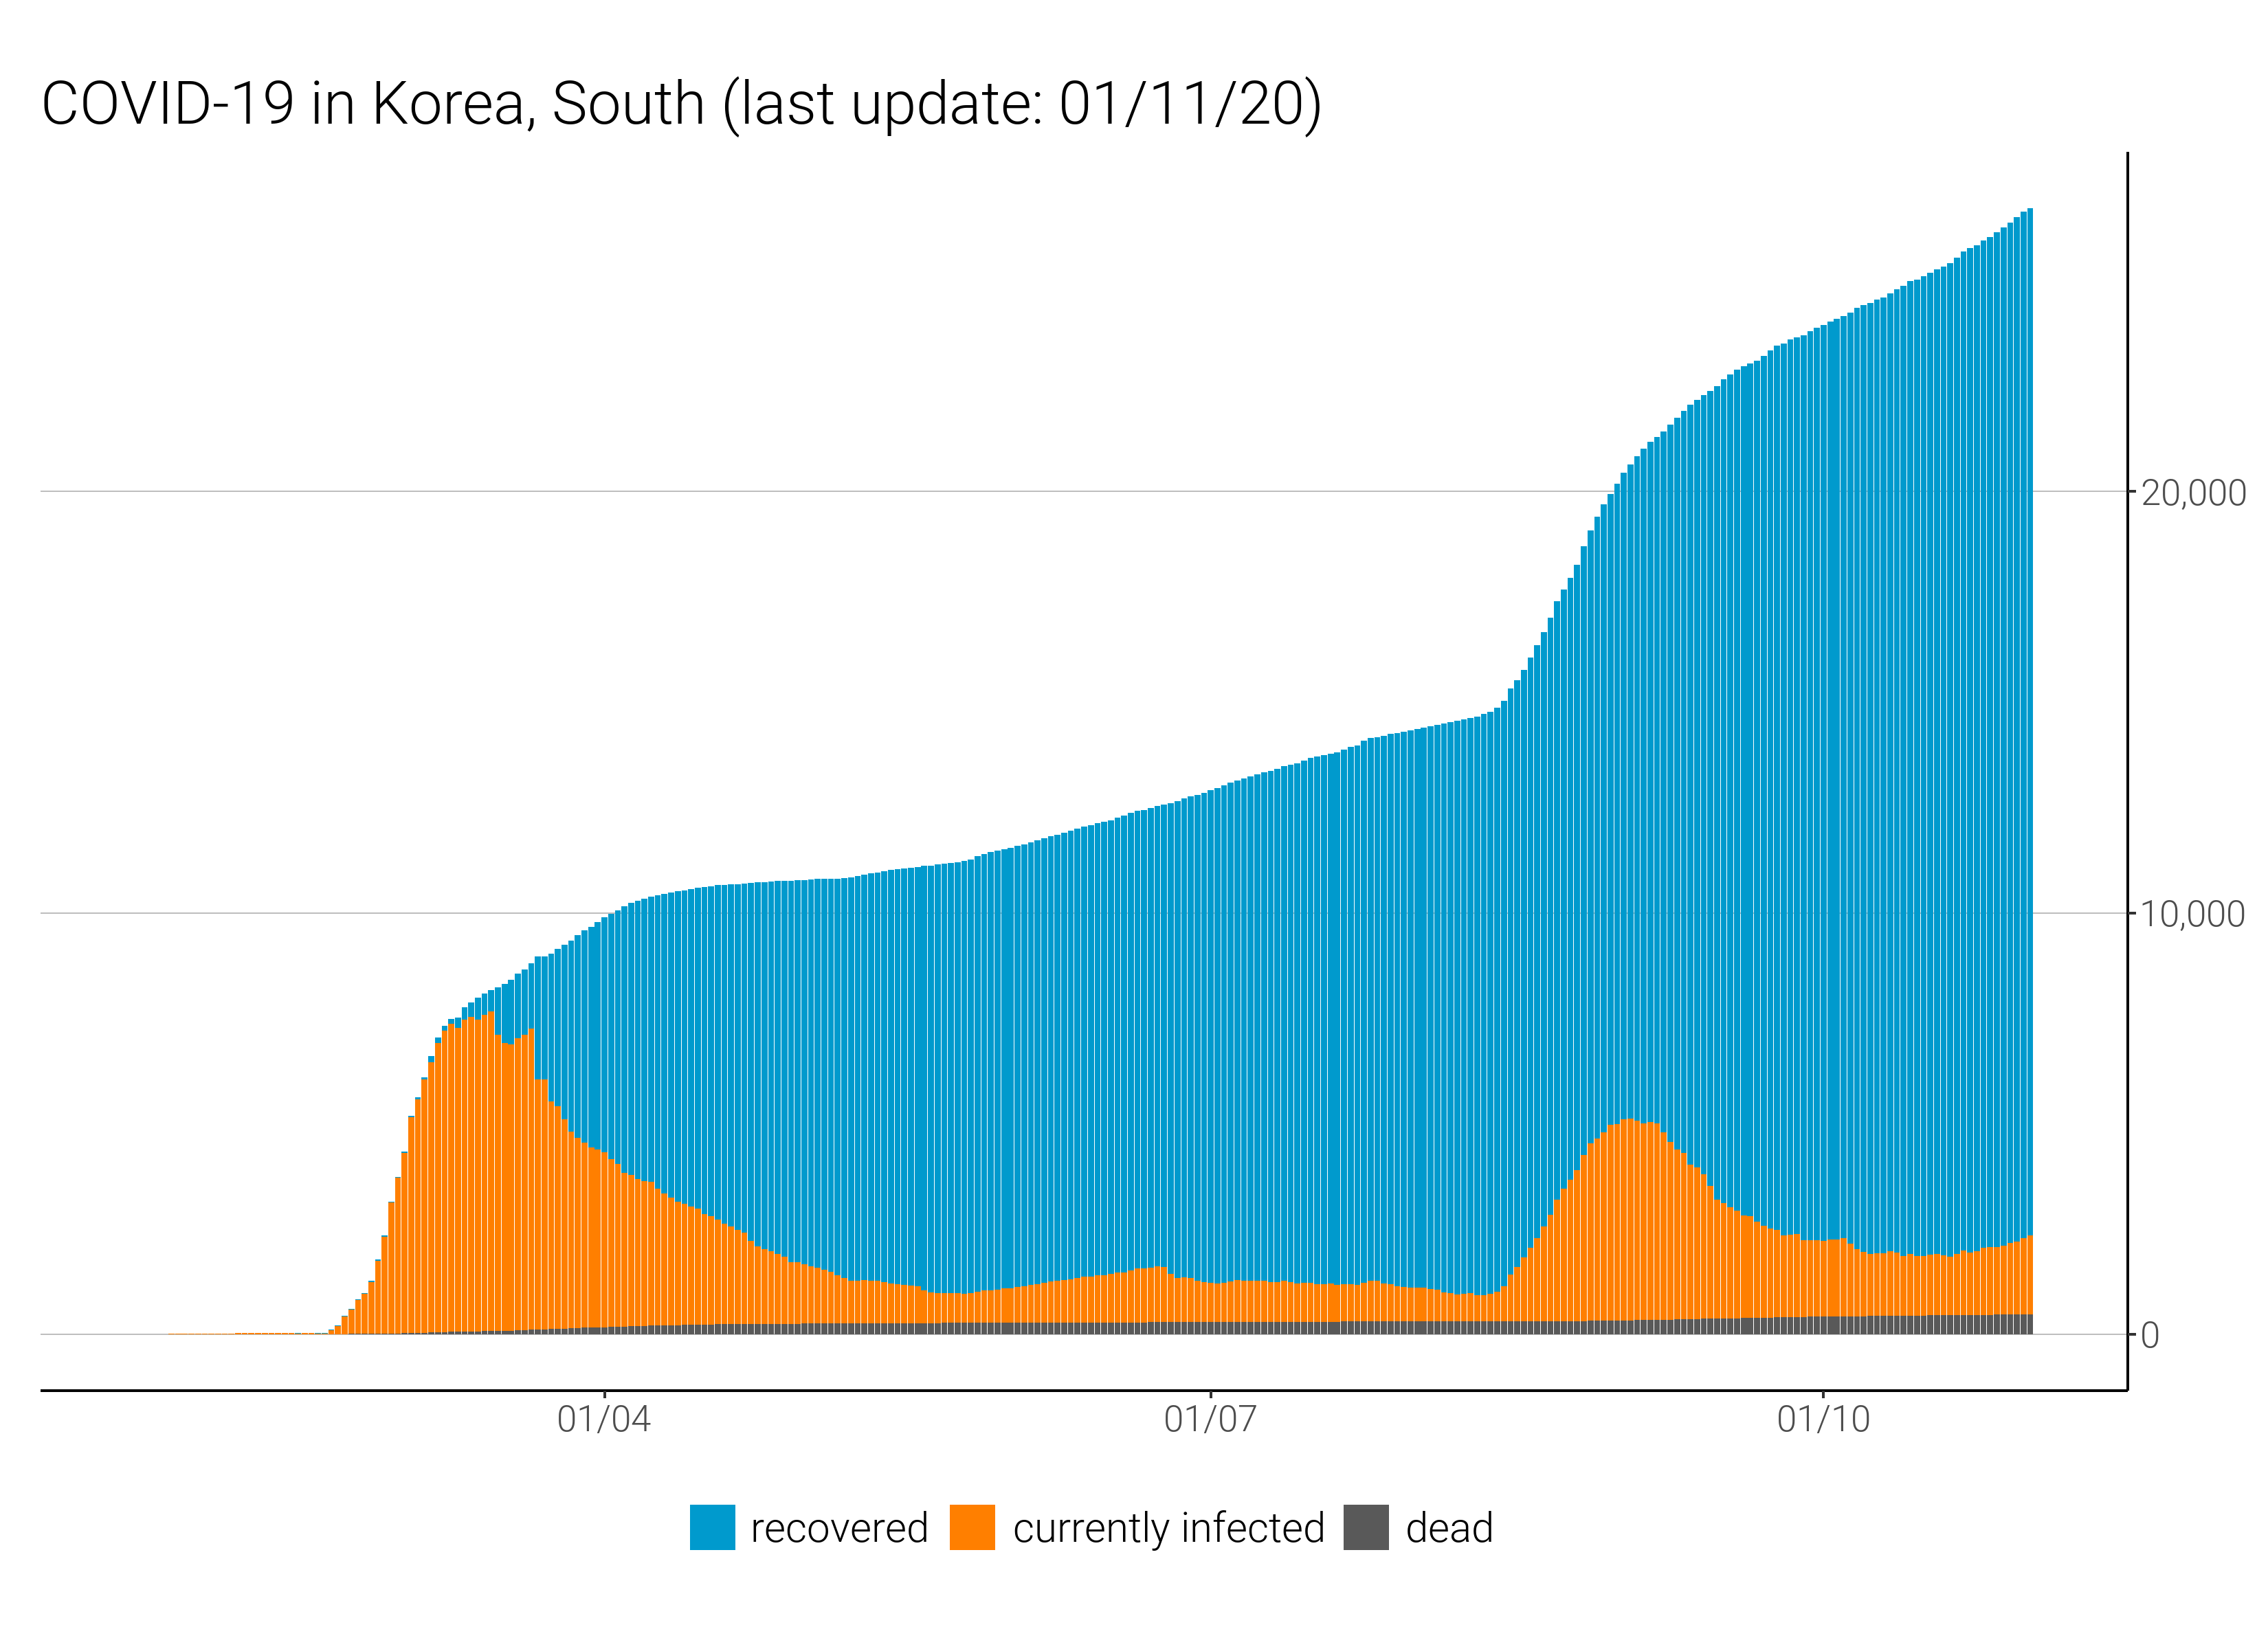 COVID-19 in Korea, South (last update: 01/11/20)
20,000
10,000
0
01/04 01/07 01/10
recovered currently infected dead